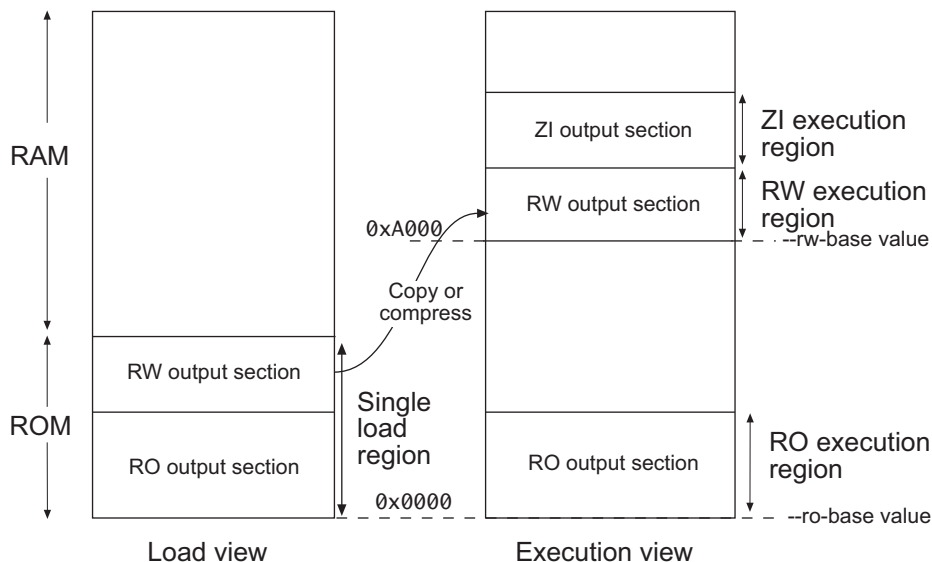 RAM
ROM
RW output section
RO output section
Single
load
region
Copy or
compress
0xA000
0x0000
ZI output section
RW output section
RO output section
ZI execution
region
RW execution
region
--rw-base value
RO execution
region
--ro-base value
Load view
Execution view